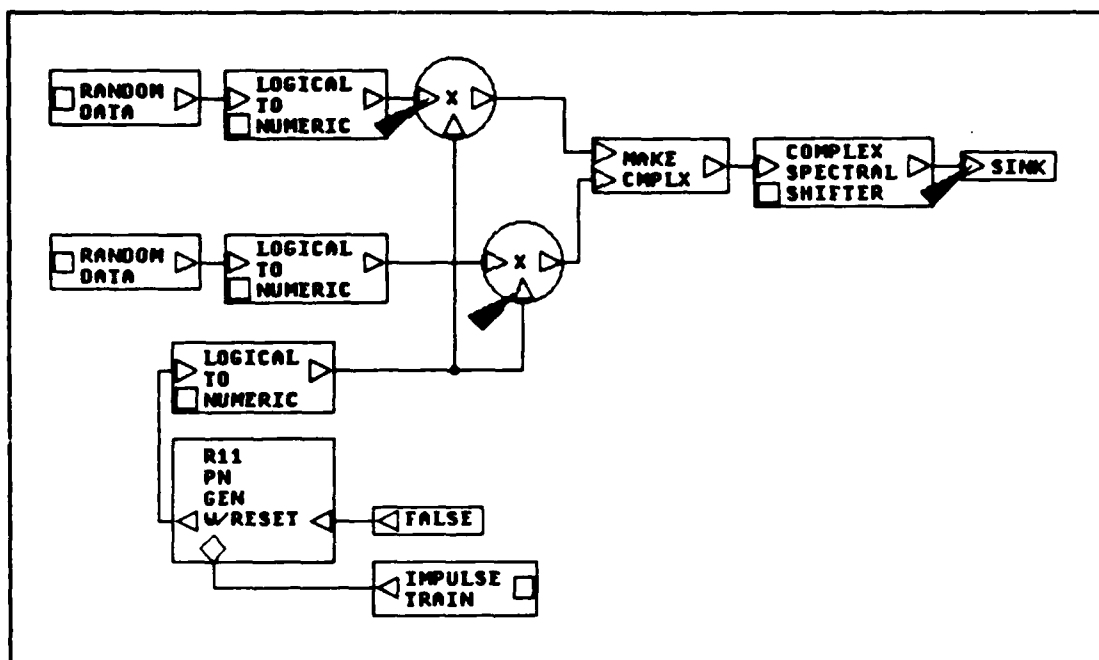 RANDOM
DATA
LOGICAL
TO
NUMERIC
X
MAKE
CMPLX
COMPLEX
SPECTRAL
SHIFTER
SINK
RANDOM
DATA
LOGICAL
TO
NUMERIC
X
LOGICAL
TO
NUMERIC
R11
PN
GEN
W/RESET
FALSE
IMPULSE
TRAIN